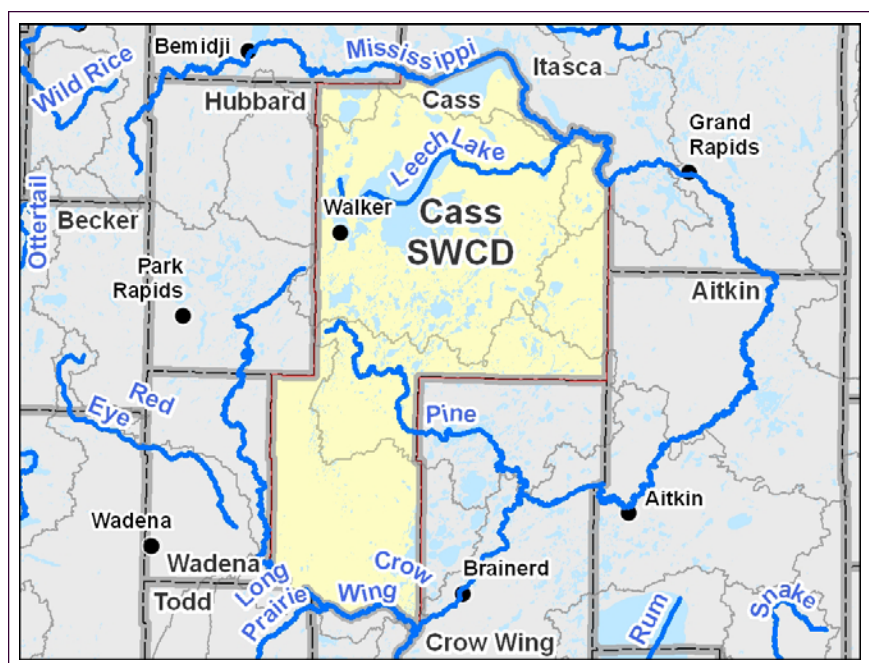 Bemidji
Mississippi
Itasca
Wild Rice
Hubbard
Cass
Grand
Rapids
Leech Lake
Ottertail
Becker
Walker
Cass
SWCD
Park
Rapids
Aitkin
Red
Eye
Pine
Aitkin
Wadena
Wadena
Long
Prairie
Crow
Wing
Brainerd
Todd
Crow Wing
Rum
Snake